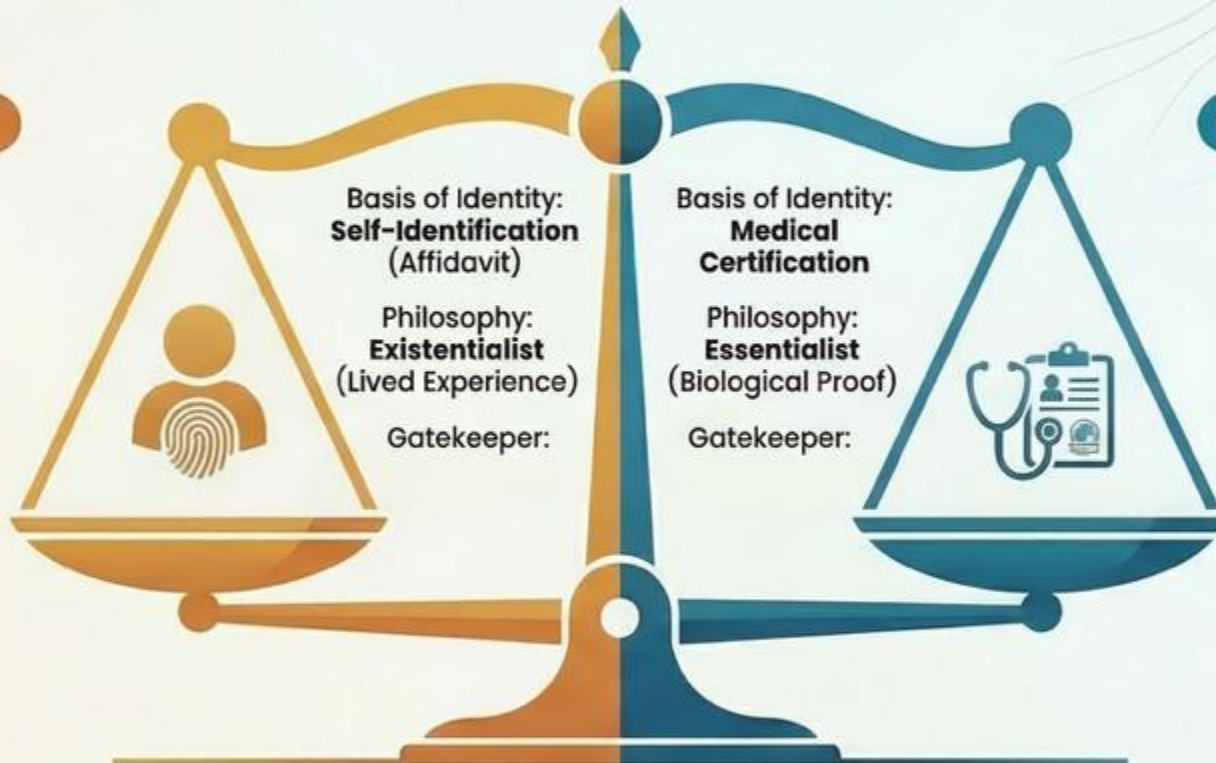 Basis of Identity:
Self-Identification
(Affidavit)
Philosophy:
Existentialist
(Lived Experience)
Gatekeeper:
Basis of Identity:
Medical
Certification
Philosophy:
Essentialist
(Biological Proof)
Gatekeeper: